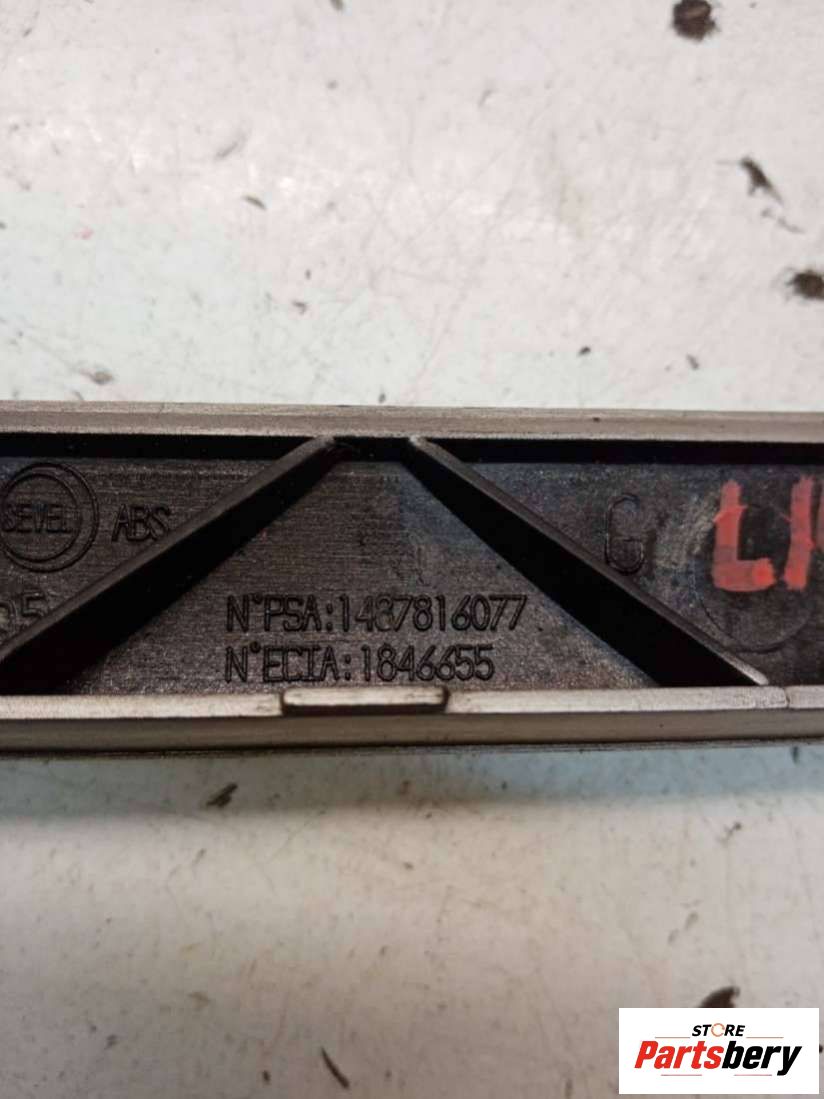 SEVEL
ABS
G
N°PSA:1487816077
N°ECIA:1846655
STORE
Partsbery